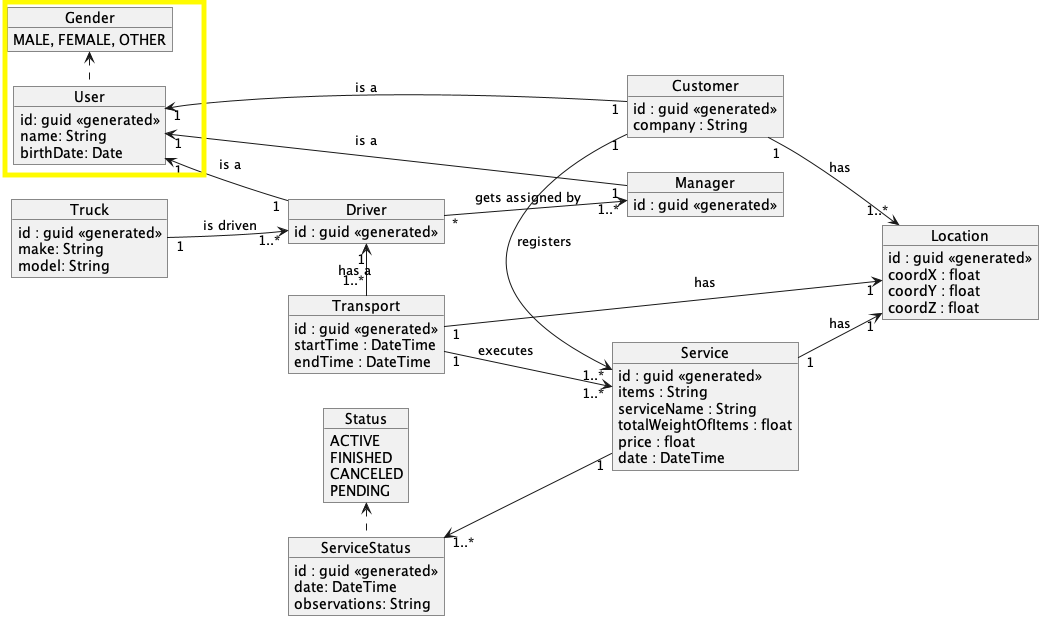 Gender
MALE, FEMALE, OTHER
User
id: guid «generated»
name: String
birthDate: Date
1
1
1
is a
is a
is a
1
1
1
Customer
id : guid «generated»
company : String
1
1
has
1..*
registers
Manager
id : guid «generated»
gets assigned by
*
1..*
Truck
id : guid «generated»
make: String
model: String
1
is driven
1..*
Driver
id : guid «generated»
1
has a
1..*
Location
id : guid «generated»
coordX : float
coordY : float
coordZ : float
Transport
id : guid «generated»
startTime : DateTime
endTime : DateTime
1
has
1
1
executes
1..*
1..*
Service
id : guid «generated»
items : String
serviceName : String
totalWeightOfItems : float
price : float
date : DateTime
1
has
1
1
1..*
Status
ACTIVE
FINISHED
CANCELED
PENDING
ServiceStatus
id : guid «generated»
date: DateTime
observations: String